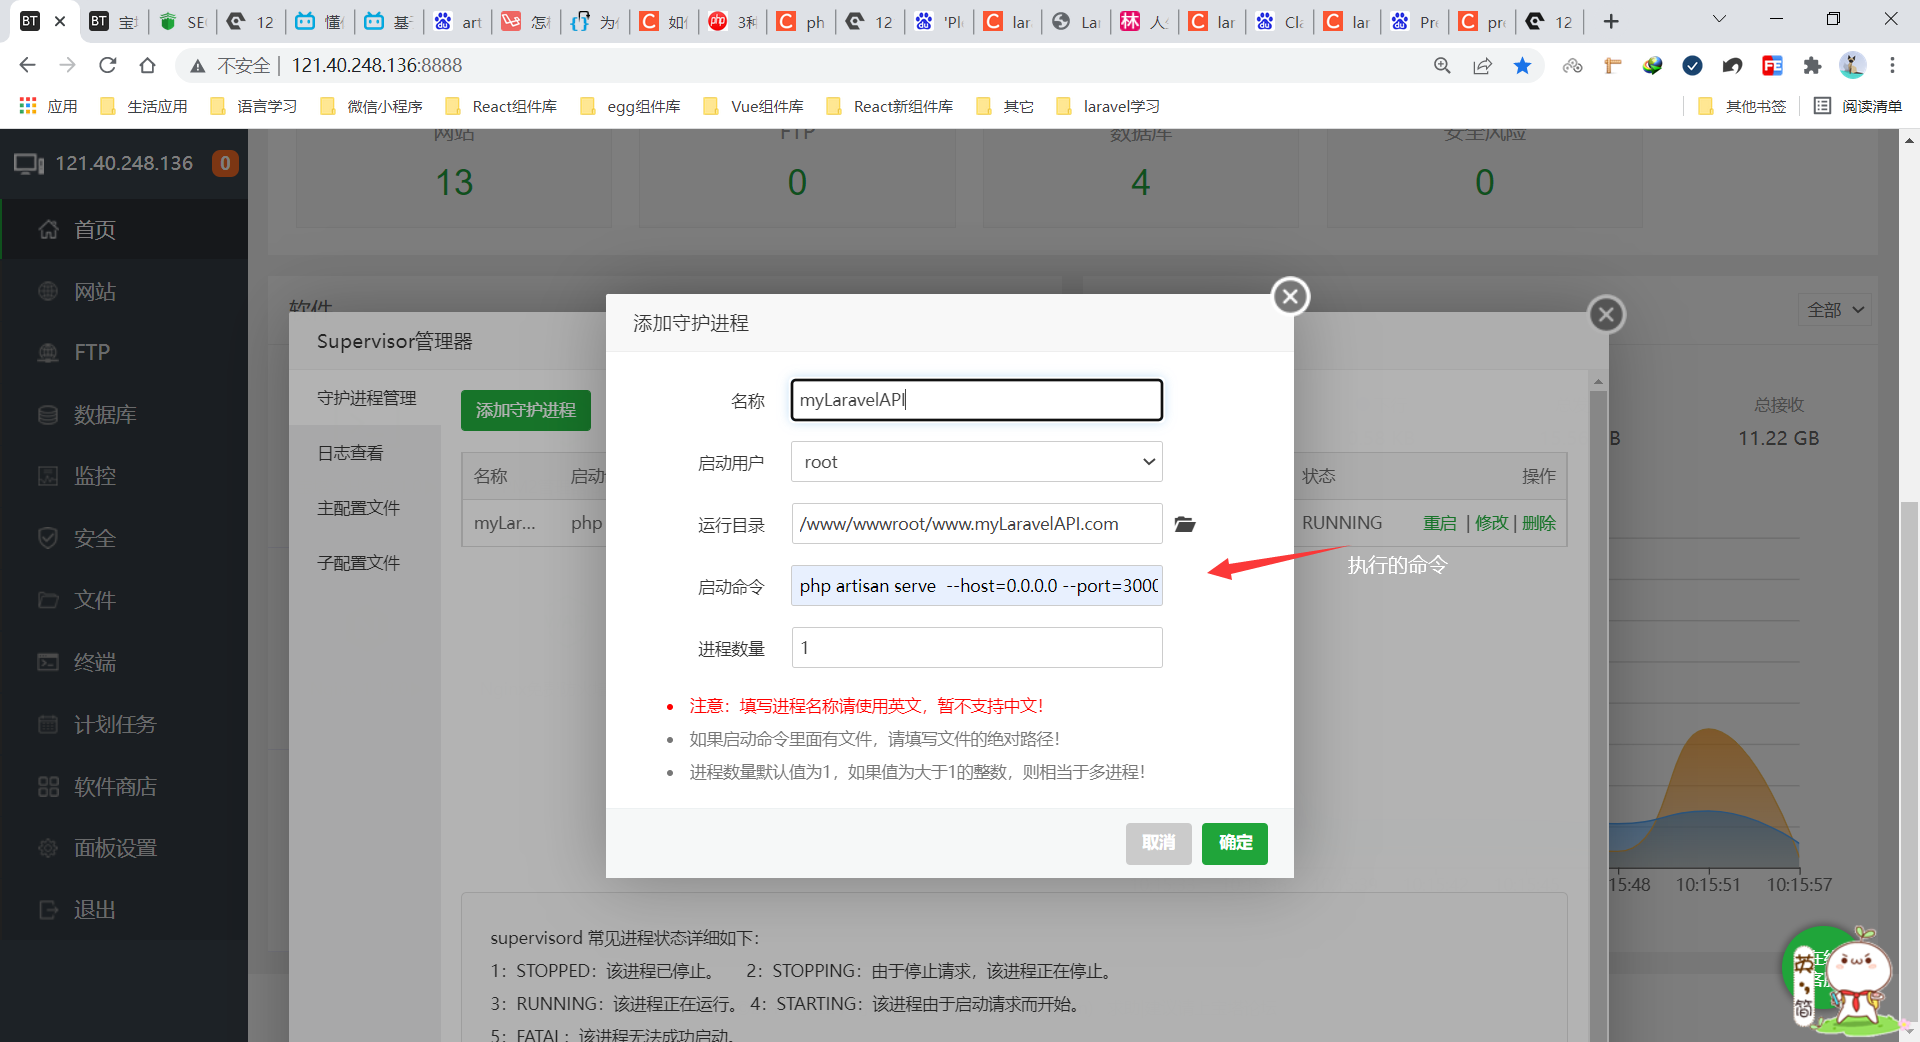 BT
BT 宝
SE
12
懂
基
art
怎
为
如
3种
ph
12
'Pl
lar
La
人
lar
Cl
lar
Pr
pr
12
不安全 121.40.248.136:8888
应用 生活应用 语言学习 微信小程序 React组件库 egg组件库 Vue组件库 React新组件库 其它 laravel学习 其他书签 阅读清单
121.40.248.136 0
网站 FTP 数据库 安全风险
13 0 4 0
首页
网站
FTP
数据库
监控
安全
文件
终端
计划任务
软件商店
面板设置
退出
软件
全部
总接收
B 11.22 GB
15:48 10:15:51 10:15:57
Supervisor管理器
守护进程管理
日志查看
主配置文件
子配置文件
添加守护进程
名称 启动 状态 操作
myLar... php RUNNING 重启 | 修改 | 删除
添加守护进程
名称 myLaravelAPI
启动用户 root
运行目录 /www/wwwroot/www.myLaravelAPI.com
启动命令 php artisan serve --host=0.0.0.0 --port=3000
进程数量 1
执行的命令
注意：填写进程名称请使用英文，暂不支持中文！
如果启动命令里面有文件，请填写文件的绝对路径！
进程数量默认值为1，如果值为大于1的整数，则相当于多进程！
取消 确定
supervisord 常见进程状态详细如下：
1：STOPPED：该进程已停止。 2：STOPPING：由于停止请求，该进程正在停止。
3：RUNNING：该进程正在运行。 4：STARTING：该进程由于启动请求而开始。
5：FATAL：该进程无法成功启动。
英 简